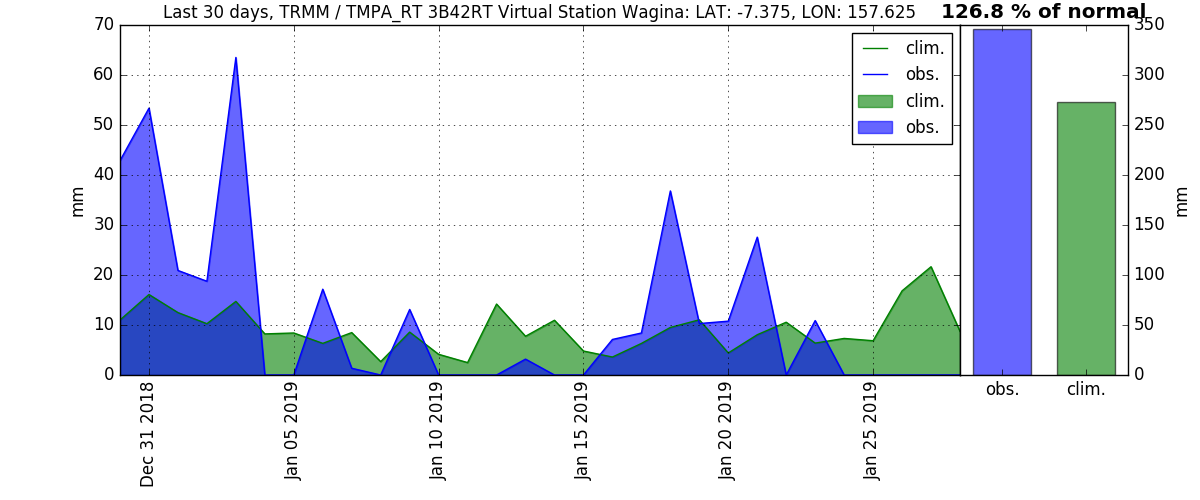 Last 30 days, TRMM / TMPA_RT 3B42RT Virtual Station Wagina: LAT: -7.375, LON: 157.625
126.8 % of normal
70
60
50
40
30
20
10
0
mm
clim.
obs.
clim.
obs.
Dec 31 2018
Jan 05 2019
Jan 10 2019
Jan 15 2019
Jan 20 2019
Jan 25 2019
350
300
250
200
150
100
50
0
mm
obs.
clim.